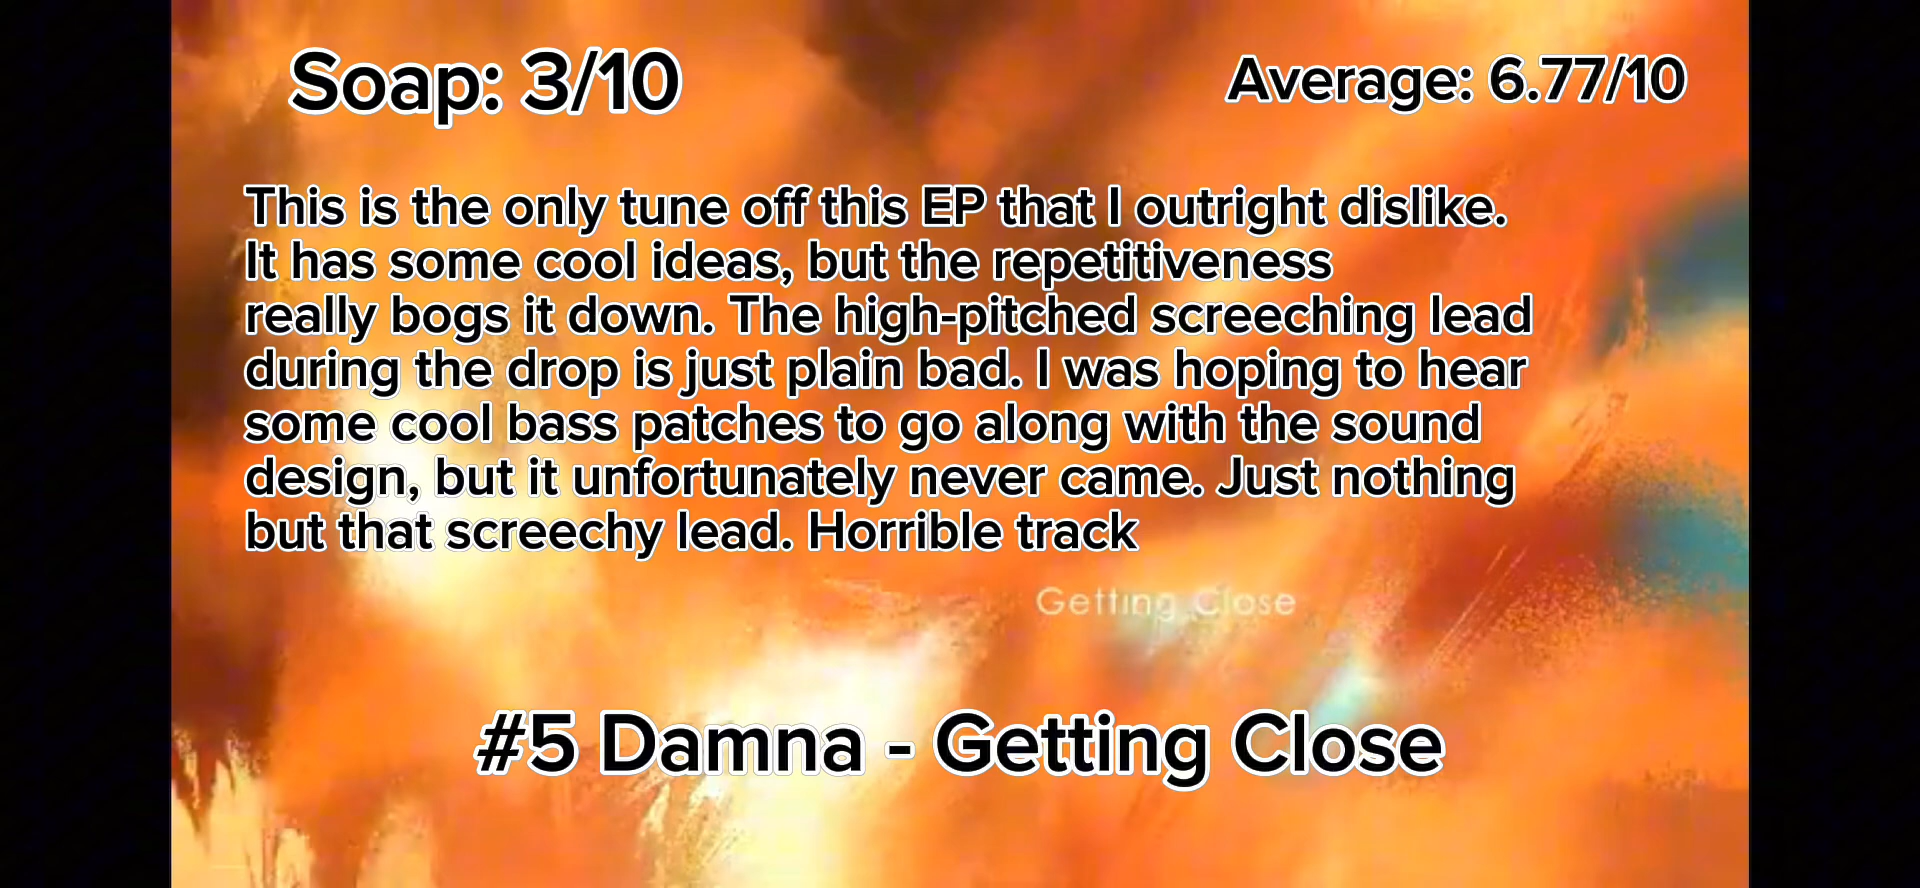 Soap: 3/10
Average: 6.77/10
This is the only tune off this EP that I outright dislike.
It has some cool ideas, but the repetitiveness
really bogs it down. The high-pitched screeching lead
during the drop is just plain bad. I was hoping to hear
some cool bass patches to go along with the sound
design, but it unfortunately never came. Just nothing
but that screechy lead. Horrible track
Getting Close
#5 Damna - Getting Close